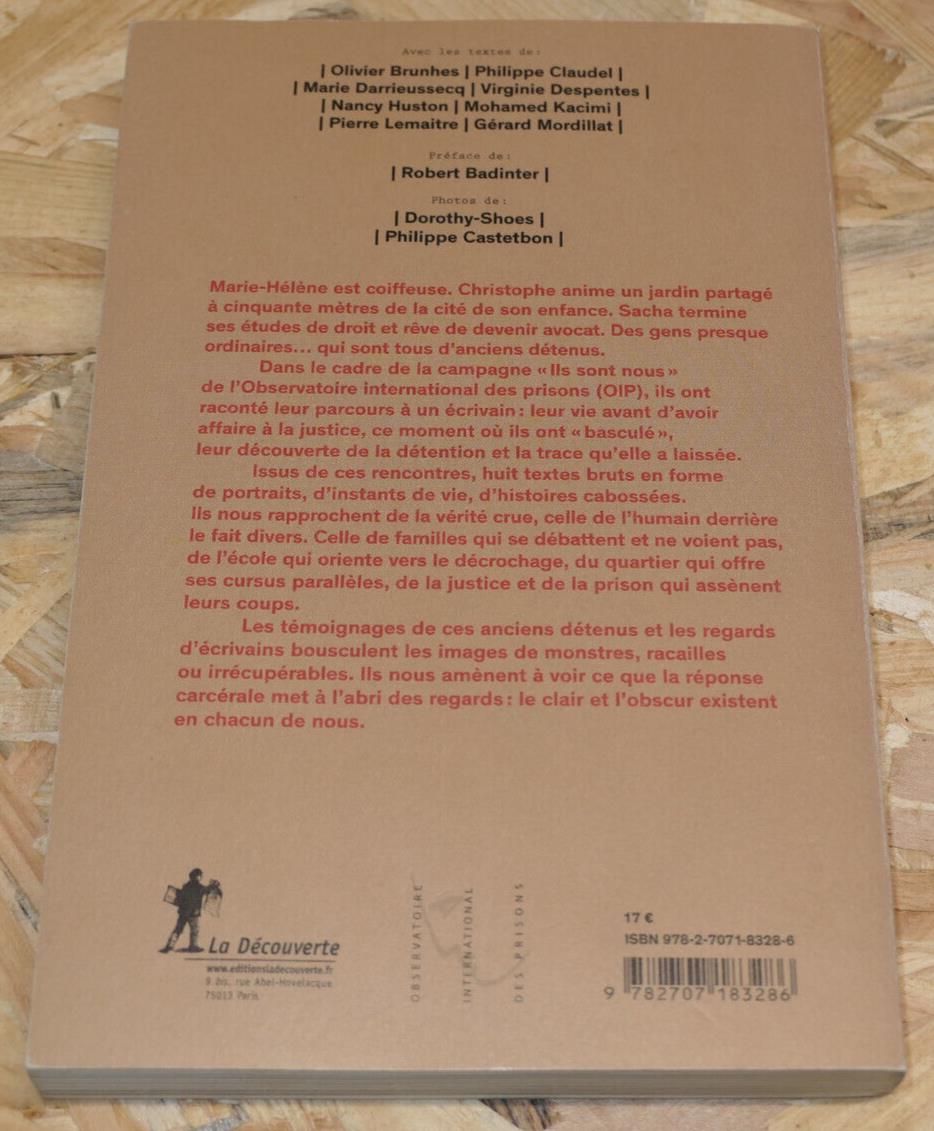 Avec les textes de:
| Olivier Brunhes | Philippe Claudel |
| Marie Darrieussecq | Virginie Despentes |
| Nancy Huston | Mohamed Kacimi |
| Pierre Lemaitre | Gérard Mordillat |
Préface de:
| Robert Badinter |
Photos de:
| Dorothy-Shoes |
| Philippe Castetbon |
Marie-Hélène est coiffeuse. Christophe anime un jardin partagé
à cinquante mètres de la cité de son enfance. Sacha termine
ses études de droit et rêve de devenir avocat. Des gens presque
ordinaires... qui sont tous d'anciens détenus.
Dans le cadre de la campagne «Ils sont nous»
de l'Observatoire international des prisons (OIP), ils ont
raconté leur parcours à un écrivain: leur vie avant d'avoir
affaire à la justice, ce moment où ils ont «basculé»,
leur découverte de la détention et la trace qu'elle a laissée.
Issus de ces rencontres, huit textes bruts en forme
de portraits, d'instants de vie, d'histoires cabossées.
Ils nous rapprochent de la vérité crue, celle de l'humain derrière
le fait divers. Celle de familles qui se débattent et ne voient pas,
de l'école qui oriente vers le décrochage, du quartier qui offre
ses cursus parallèles, de la justice et de la prison qui assènent
leurs coups.
Les témoignages de ces anciens détenus et les regards
d'écrivains bousculent les images de monstres, racailles
ou irrécupérables. Ils nous amènent à voir ce que la réponse
carcérale met à l'abri des regards: le clair et l'obscur existent
en chacun de nous.
La Découverte
www.editionsladecouverte.fr
9 bis, rue Abel-Hovelacque
75013 Paris
OBSERVATOIRE
INTERNATIONAL
DES PRISONS
17 €
ISBN 978-2-7071-8328-6
9 782707 183286